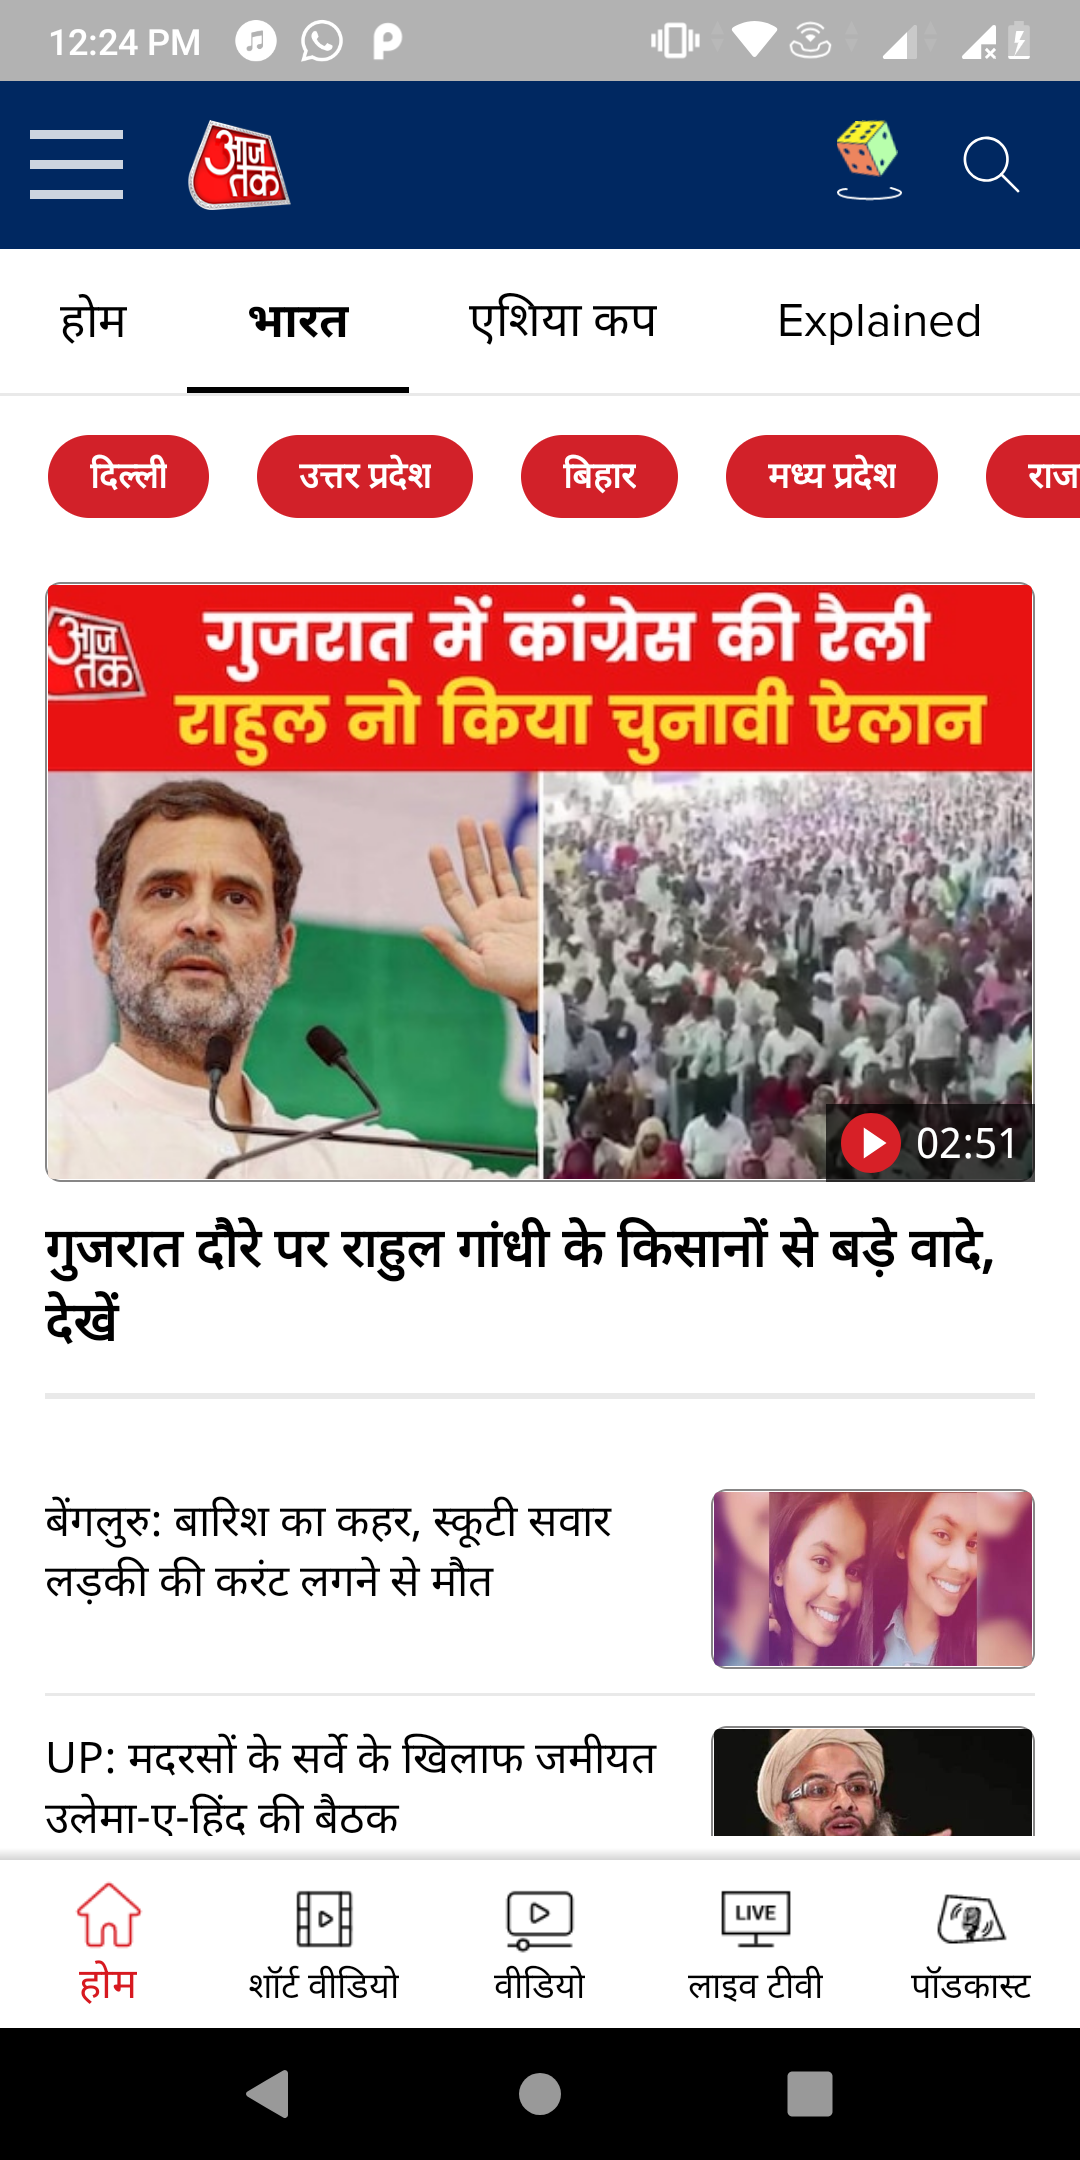 12:24 PM
आज तक
होम
भारत
एशिया कप
Explained
दिल्ली
उत्तर प्रदेश
बिहार
मध्य प्रदेश
राज
आज तक
गुजरात में कांग्रेस की रैली
राहुल नो किया चुनावी ऐलान
02:51
गुजरात दौरे पर राहुल गांधी के किसानों से बड़े वादे,
देखें
बेंगलुरु: बारिश का कहर, स्कूटी सवार
लड़की की करंट लगने से मौत
UP: मदरसों के सर्वे के खिलाफ जमीयत
उलेमा-ए-हिंद की बैठक
LIVE
होम
शॉर्ट वीडियो
वीडियो
लाइव टीवी
पॉडकास्ट